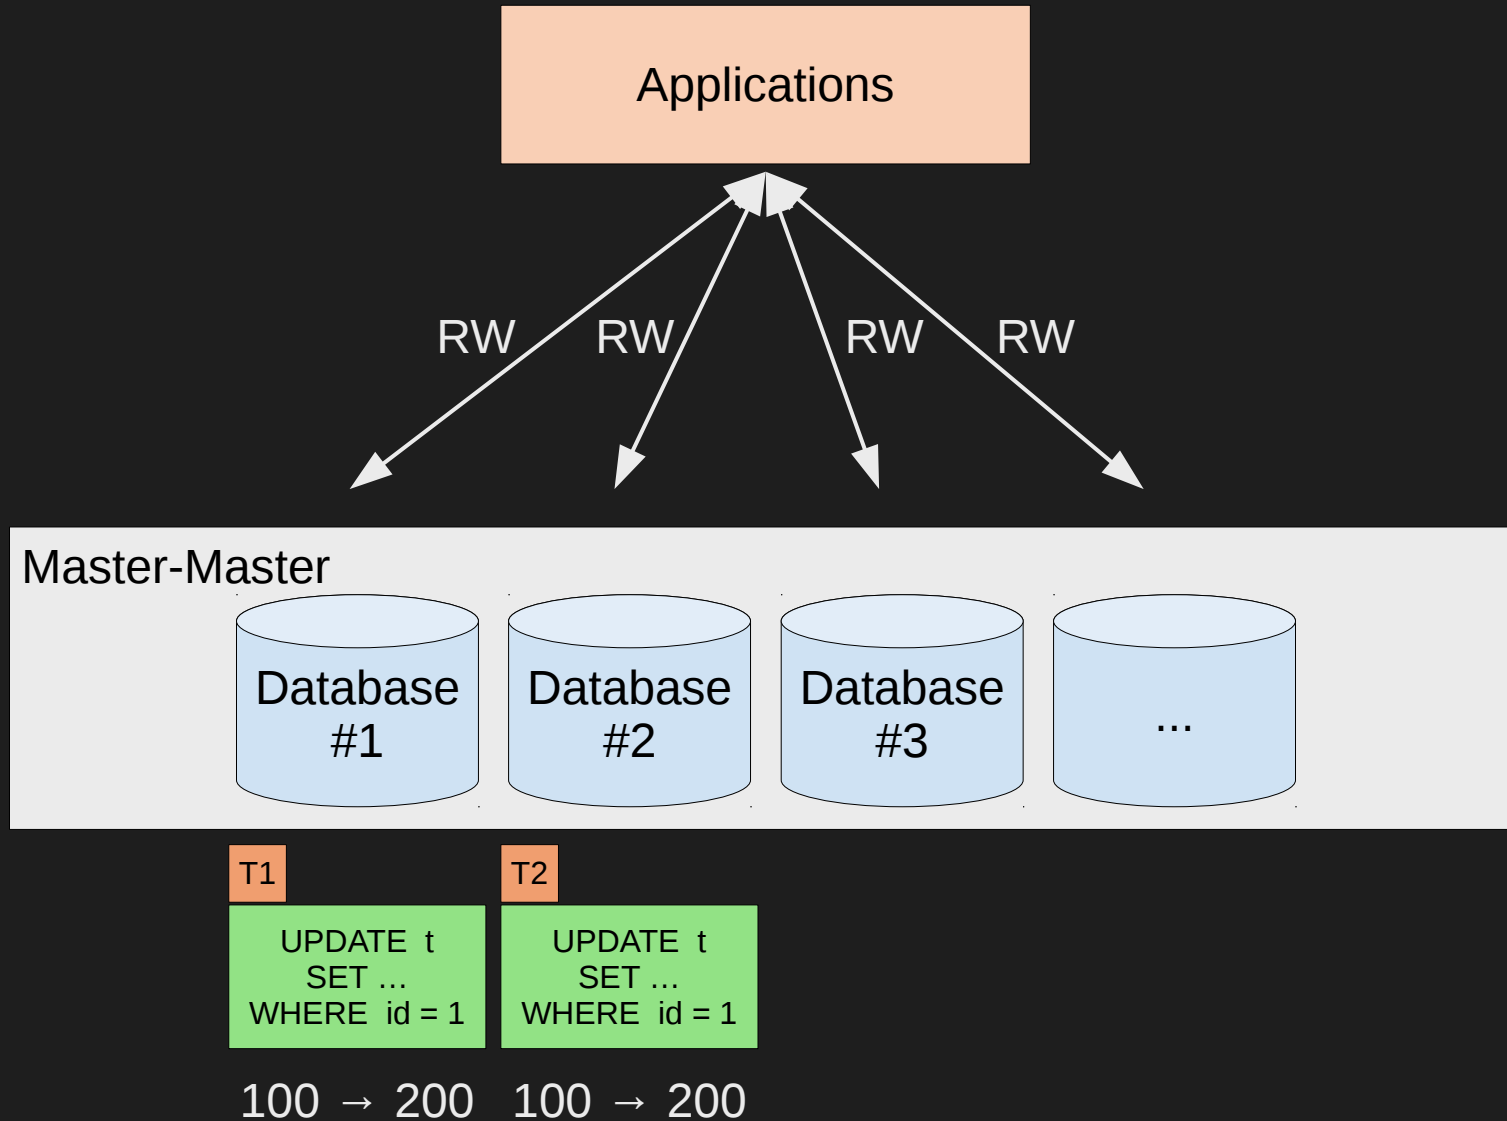 Applications
RW RW RW RW
Master-Master
Database
#1
Database
#2
Database
#3
...
T1
UPDATE t
SET …
WHERE id = 1
100 → 200
T2
UPDATE t
SET …
WHERE id = 1
100 → 200